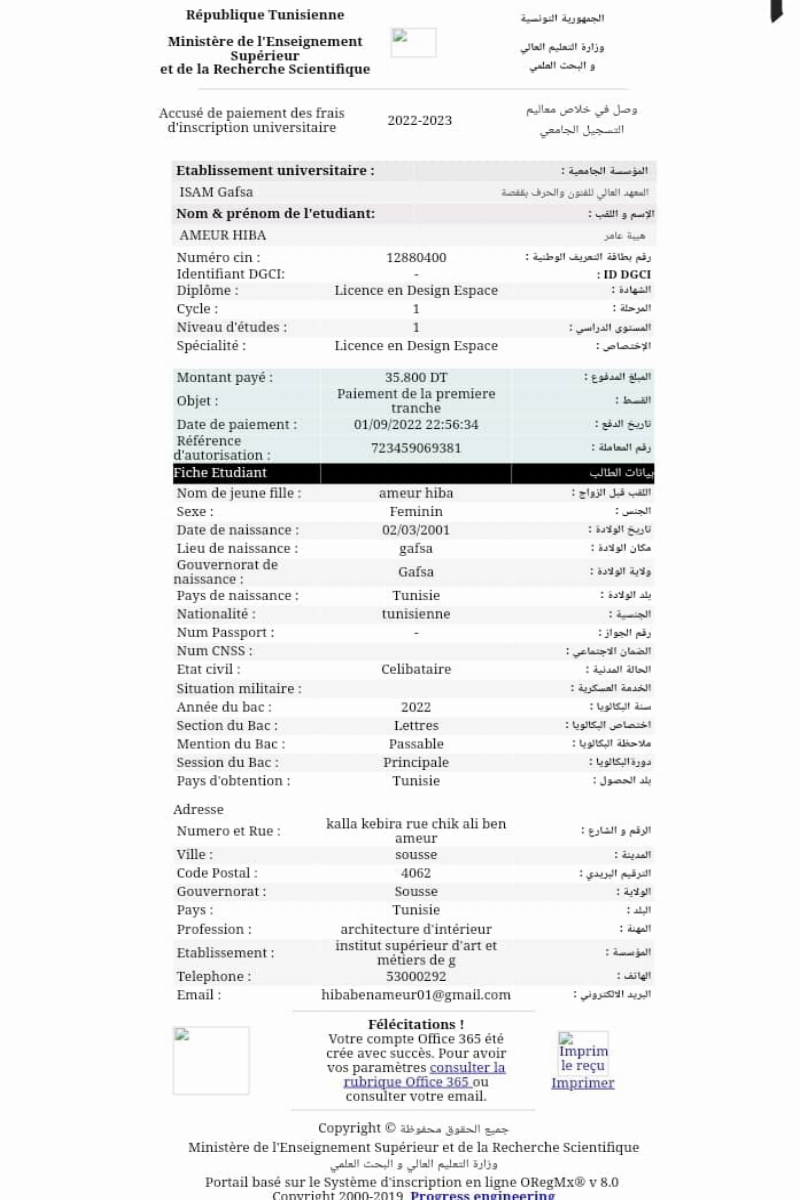 République Tunisienne
الجمهورية التونسية
Ministère de l'Enseignement
Supérieur
et de la Recherche Scientifique
وزارة التعليم العالي
و البحث العلمي
Accusé de paiement des frais
d'inscription universitaire
2022-2023
وصل في خلاص معاليم
التسجيل الجامعي
Etablissement universitaire : المؤسسة الجامعية :
ISAM Gafsa المعهد العالي للفنون والحرف بقفصة
Nom & prénom de l'etudiant: الإسم و اللقب :
AMEUR HIBA هيبة عامر
Numéro cin : 12880400 رقم بطاقة التعريف الوطنية :
Identifiant DGCI: - ID DGCI :
Diplôme : Licence en Design Espace الشهادة :
Cycle : 1 المرحلة :
Niveau d'études : 1 المستوى الدراسي :
Spécialité : Licence en Design Espace الإختصاص :
Montant payé : 35.800 DT المبلغ المدفوع :
Objet : Paiement de la premiere
tranche القسط :
Date de paiement : 01/09/2022 22:56:34 تاريخ الدفع :
Référence
d'autorisation : 723459069381 رقم المعاملة :
Fiche Etudiant بيانات الطالب
Nom de jeune fille : ameur hiba اللقب قبل الزواج :
Sexe : Feminin الجنس :
Date de naissance : 02/03/2001 تاريخ الولادة :
Lieu de naissance : gafsa مكان الولادة :
Gouvernorat de
naissance : Gafsa ولاية الولادة :
Pays de naissance : Tunisie بلد الولادة :
Nationalité : tunisienne الجنسية :
Num Passport : - رقم الجواز :
Num CNSS : الضمان الاجتماعي :
Etat civil : Celibataire الحالة المدنية :
Situation militaire : الخدمة العسكرية :
Année du bac : 2022 سنة البكالوبا :
Section du Bac : Lettres اختصاص البكالوبا :
Mention du Bac : Passable ملاحظة البكالوبا :
Session du Bac : Principale دورةالبكالوبا :
Pays d'obtention : Tunisie بلد الحصول :
Adresse
Numero et Rue : kalla kebira rue chik ali ben
ameur الرقم و الشارع :
Ville : sousse المدينة :
Code Postal : 4062 الترقيم البريدي :
Gouvernorat : Sousse الولاية :
Pays : Tunisie البلد :
Profession : architecture d'intérieur المهنة :
Etablissement : institut supérieur d'art et
métiers de g المؤسسة :
Telephone : 53000292 الهاتف :
Email : hibabenameur01@gmail.com البريد الالكتروني :
Félécitations !
Votre compte Office 365 été
crée avec succès. Pour avoir
vos paramètres consulter la
rubrique Office 365 ou
consulter votre email.
Imprim
le reçu
Imprimer
Copyright © جميع الحقوق محفوظة
Ministère de l'Enseignement Supérieur et de la Recherche Scientifique
وزارة التعليم العالي و البحث العلمي
Portail basé sur le Système d'inscription en ligne ORegMx® v 8.0
Copyright 2000-2019 Progress engineering